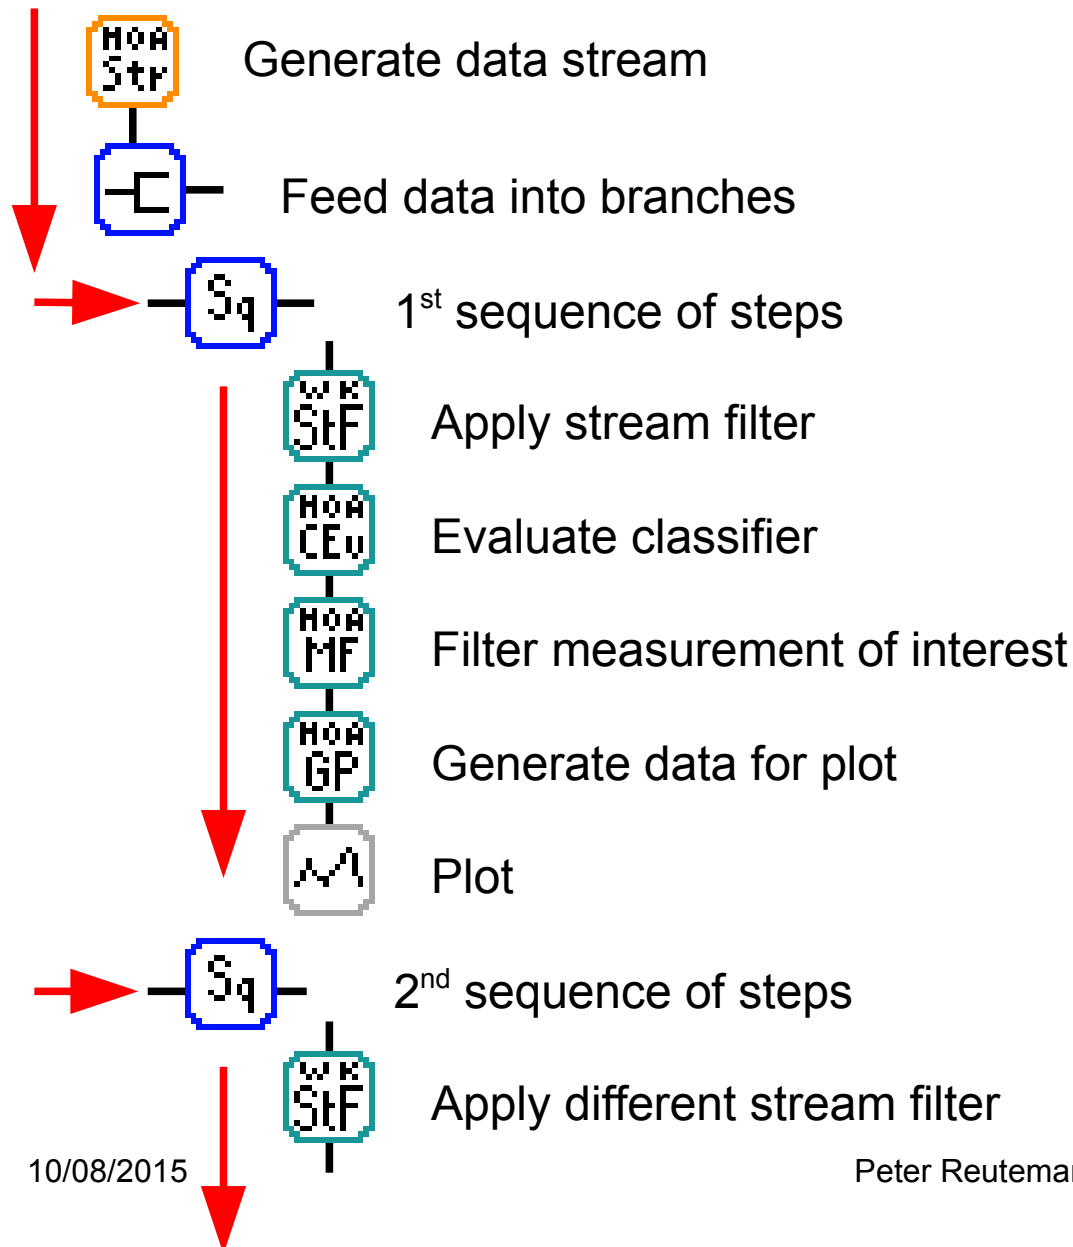 MOA
Str
Generate data stream
Feed data into branches
Sq
1st sequence of steps
WK
StF
Apply stream filter
MOA
CEv
Evaluate classifier
MOA
MF
Filter measurement of interest
MOA
GP
Generate data for plot
Plot
Sq
2nd sequence of steps
WK
StF
Apply different stream filter
10/08/2015
Peter